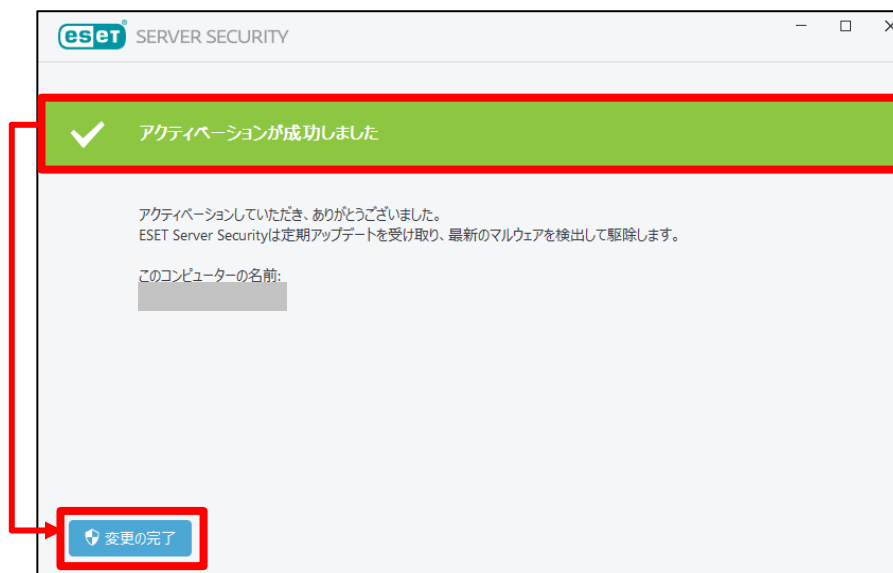 eseT® SERVER SECURITY
アクティベーションが成功しました
アクティベーションしていただき、ありがとうございました。
ESET Server Securityは定期アップデートを受け取り、最新のマルウェアを検出して駆除します。
このコンピューターの名前:
変更の完了